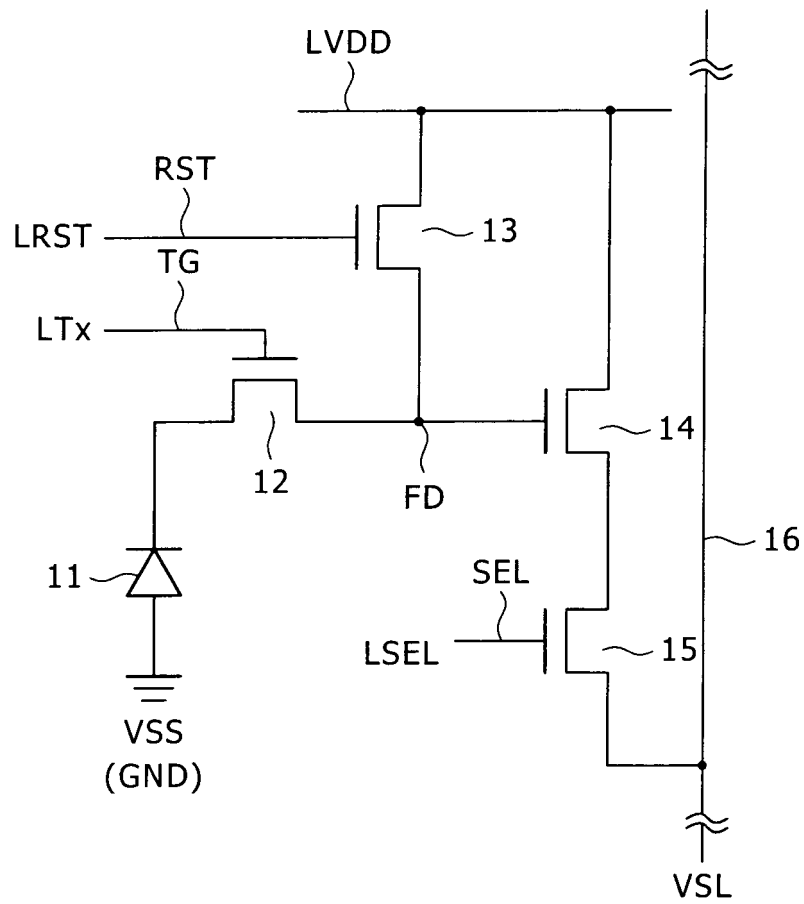 LVDD
RST
LRST
13
TG
LTx
12
14
FD
16
11
SEL
LSEL
15
VSS
(GND)
VSL